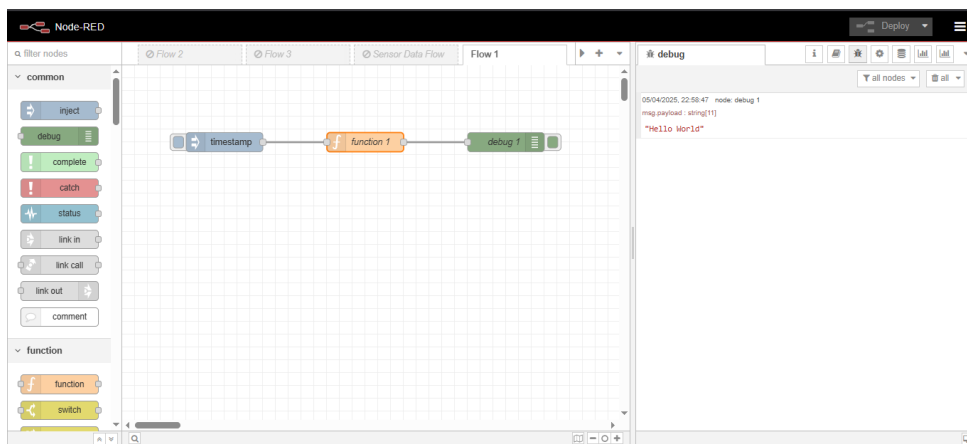 Node-RED
Deploy
filter nodes
Flow 2
Flow 3
Sensor Data Flow
Flow 1
debug
i
common
all nodes
all
inject
debug
complete
catch
status
link in
link call
link out
comment
function
function
switch
timestamp
function 1
debug 1
05/04/2025, 22:58:47 node: debug 1
msg.payload : string[11]
"Hello World"